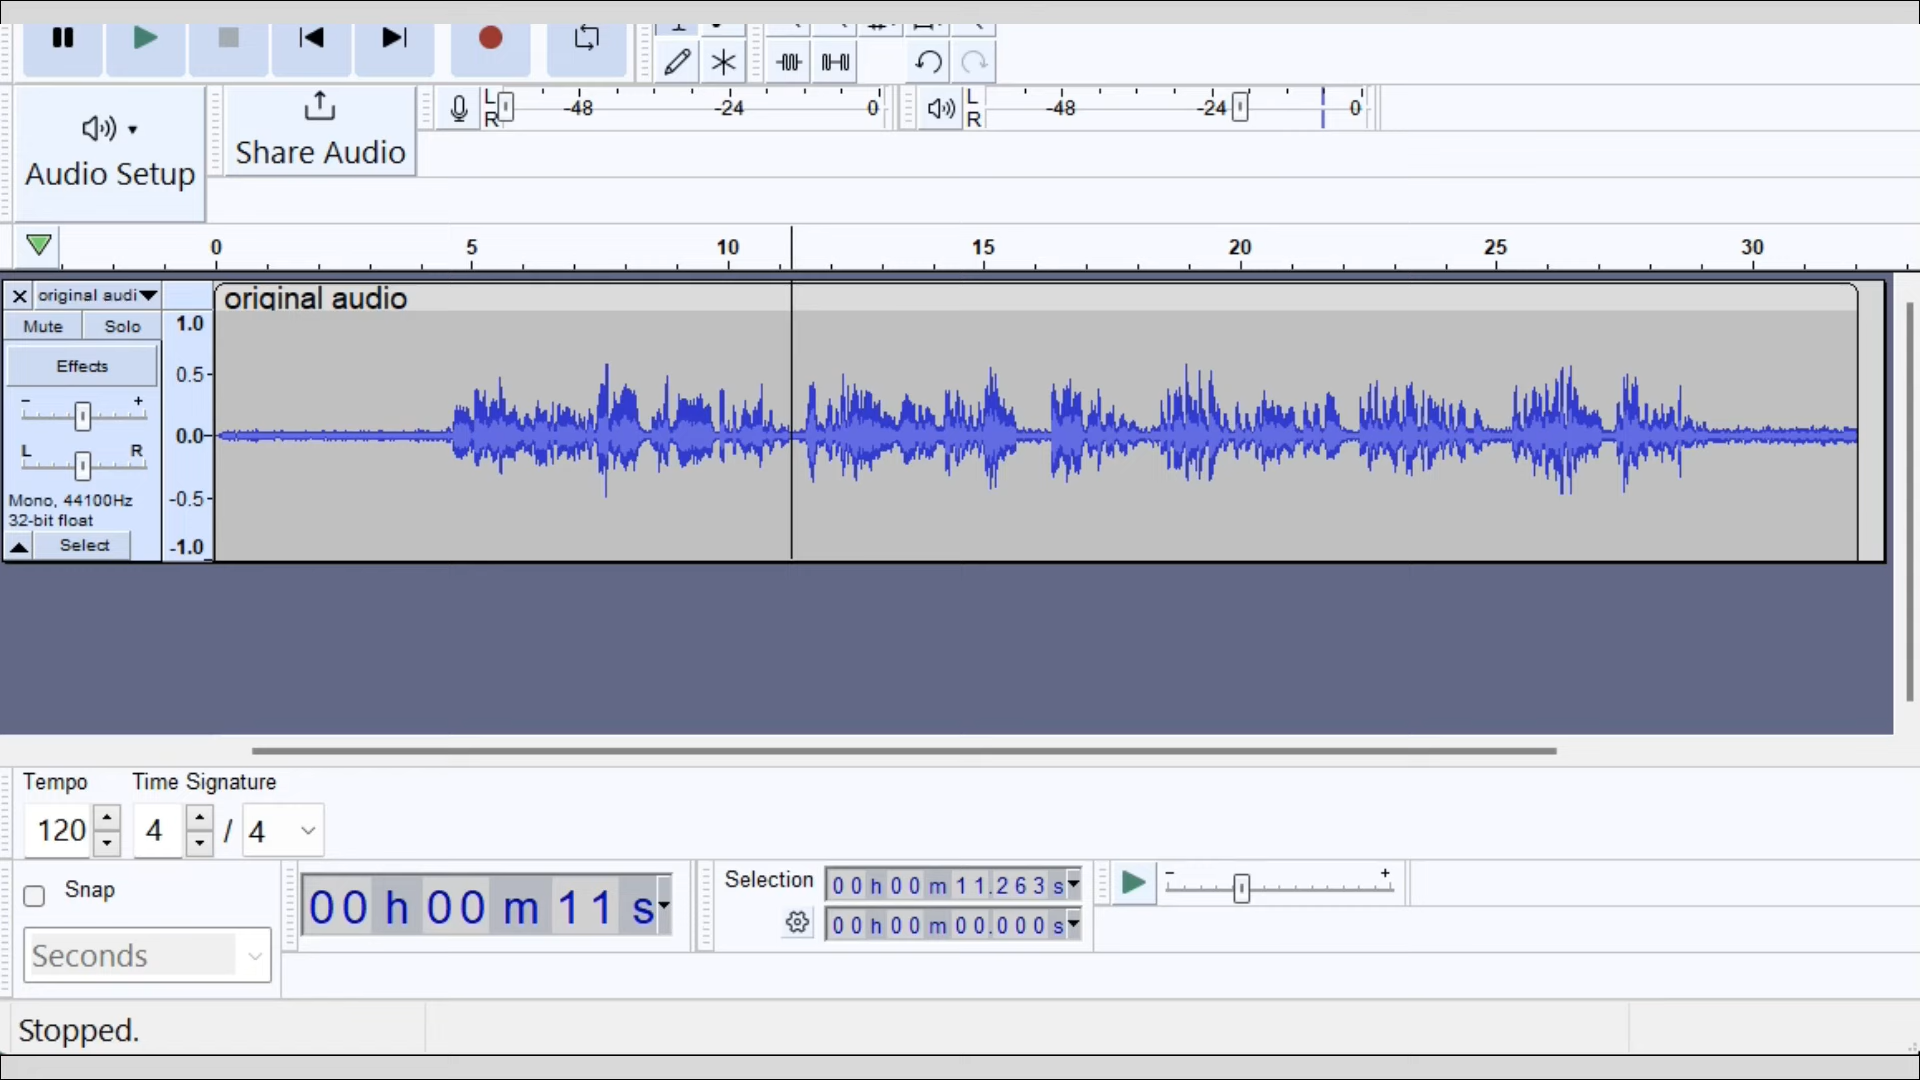 L
R
-48
-24
0
L
R
-48
-24
0
Audio Setup
Share Audio
0
5
10
15
20
25
30
original audi
original audio
Mute
Solo
Effects
-
+
L
R
Mono, 44100Hz
32-bit float
Select
1.0
0.5
0.0
-0.5
-1.0
Tempo
Time Signature
120
4
/
4
Snap
Seconds
00 h 00 m 11 s
Selection
00 h 00 m 11.263 s
00 h 00 m 00.000 s
-
+
Stopped.